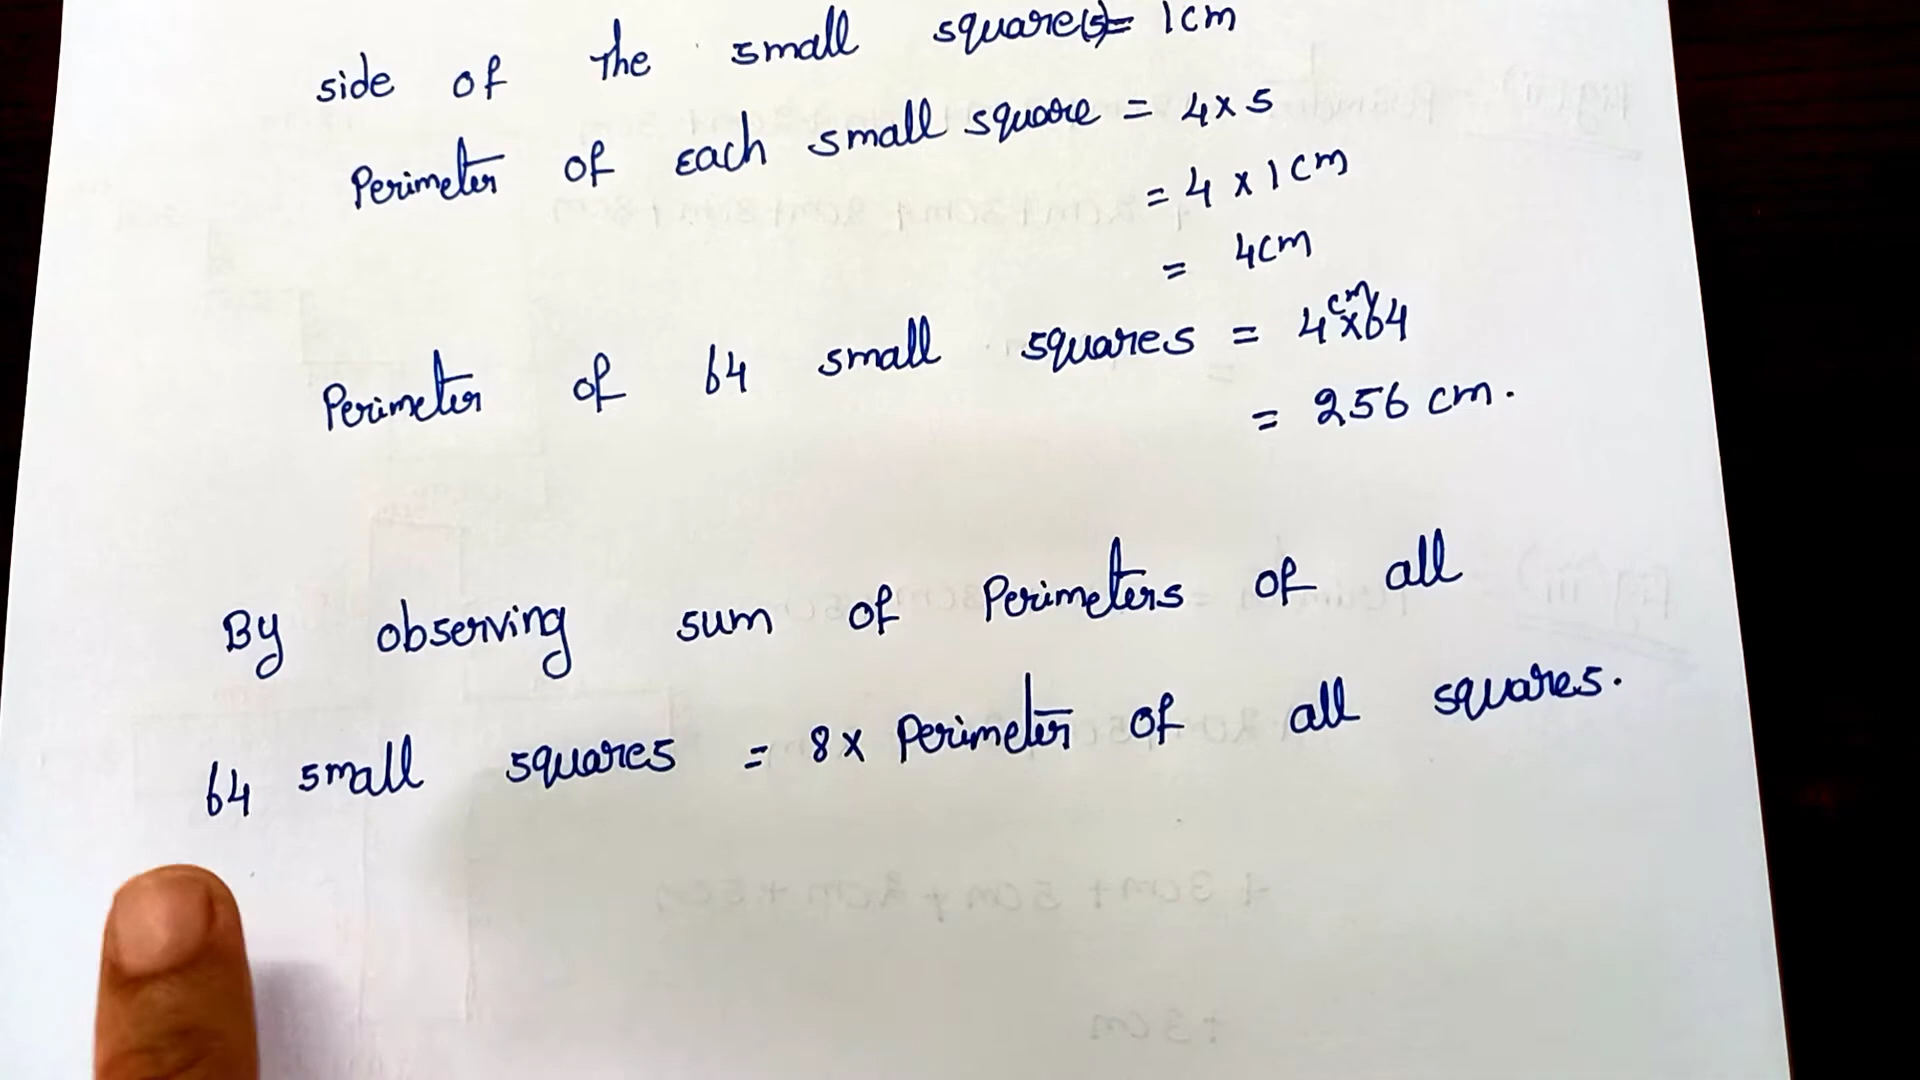 side of the small square(s)= 1cm
Perimeter of each small square = 4×s
= 4 × 1cm
= 4cm
Perimeter of 64 small squares = 4cm×64
= 256 cm.
By observing sum of Perimeters of all
64 small squares = 8× Perimeter of all squares.